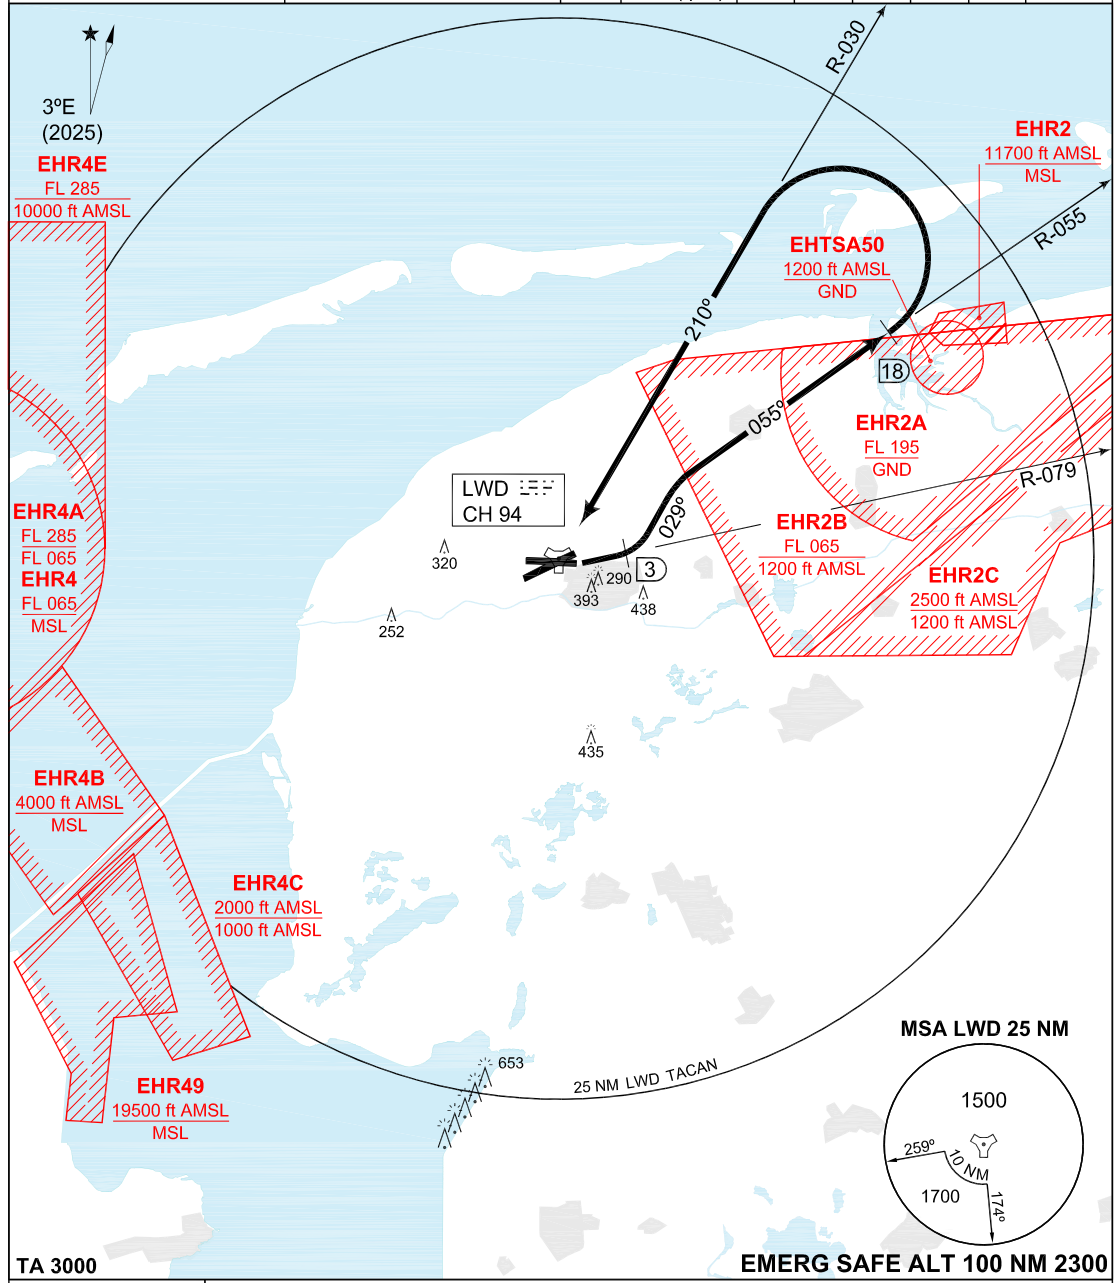 R-030
3ºE
(2025)
EHR4E
FL 285
10000 ft AMSL
EHR2
11700 ft AMSL
MSL
R-055
EHTSA50
1200 ft AMSL
GND
210º
18
055º
EHR2A
FL 195
GND
R-079
LWD
CH 94
029º
EHR4A
FL 285
FL 065
EHR4
FL 065
MSL
EHR2B
FL 065
1200 ft AMSL
EHR2C
2500 ft AMSL
1200 ft AMSL
320
290
3
393
438
252
435
EHR4B
4000 ft AMSL
MSL
EHR4C
2000 ft AMSL
1000 ft AMSL
653
25 NM LWD TACAN
EHR49
19500 ft AMSL
MSL
MSA LWD 25 NM
1500
259º
10 NM
1700
174º
TA 3000
EMERG SAFE ALT 100 NM 2300